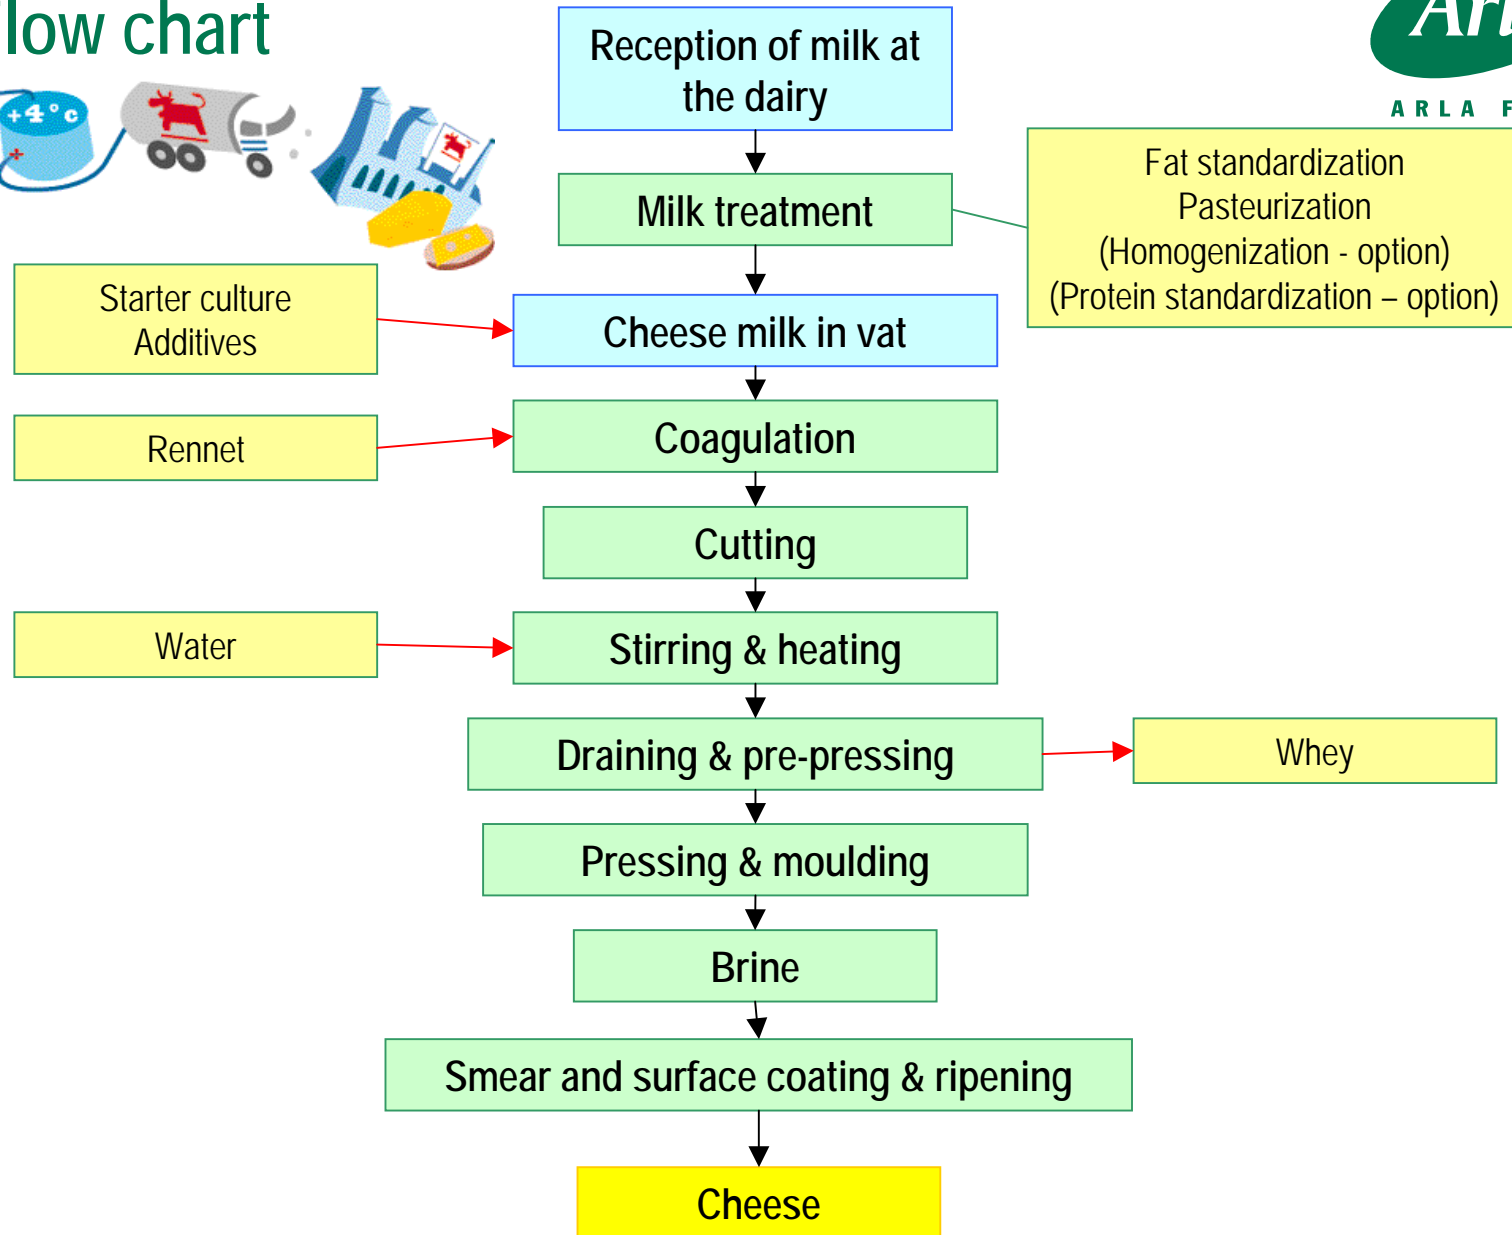 low chart
+4°c
Reception of milk at
the dairy
ARLA F
Milk treatment
Fat standardization
Pasteurization
(Homogenization - option)
(Protein standardization – option)
Starter culture
Additives
Cheese milk in vat
Rennet
Coagulation
Cutting
Water
Stirring & heating
Draining & pre-pressing
Whey
Pressing & moulding
Brine
Smear and surface coating & ripening
Cheese